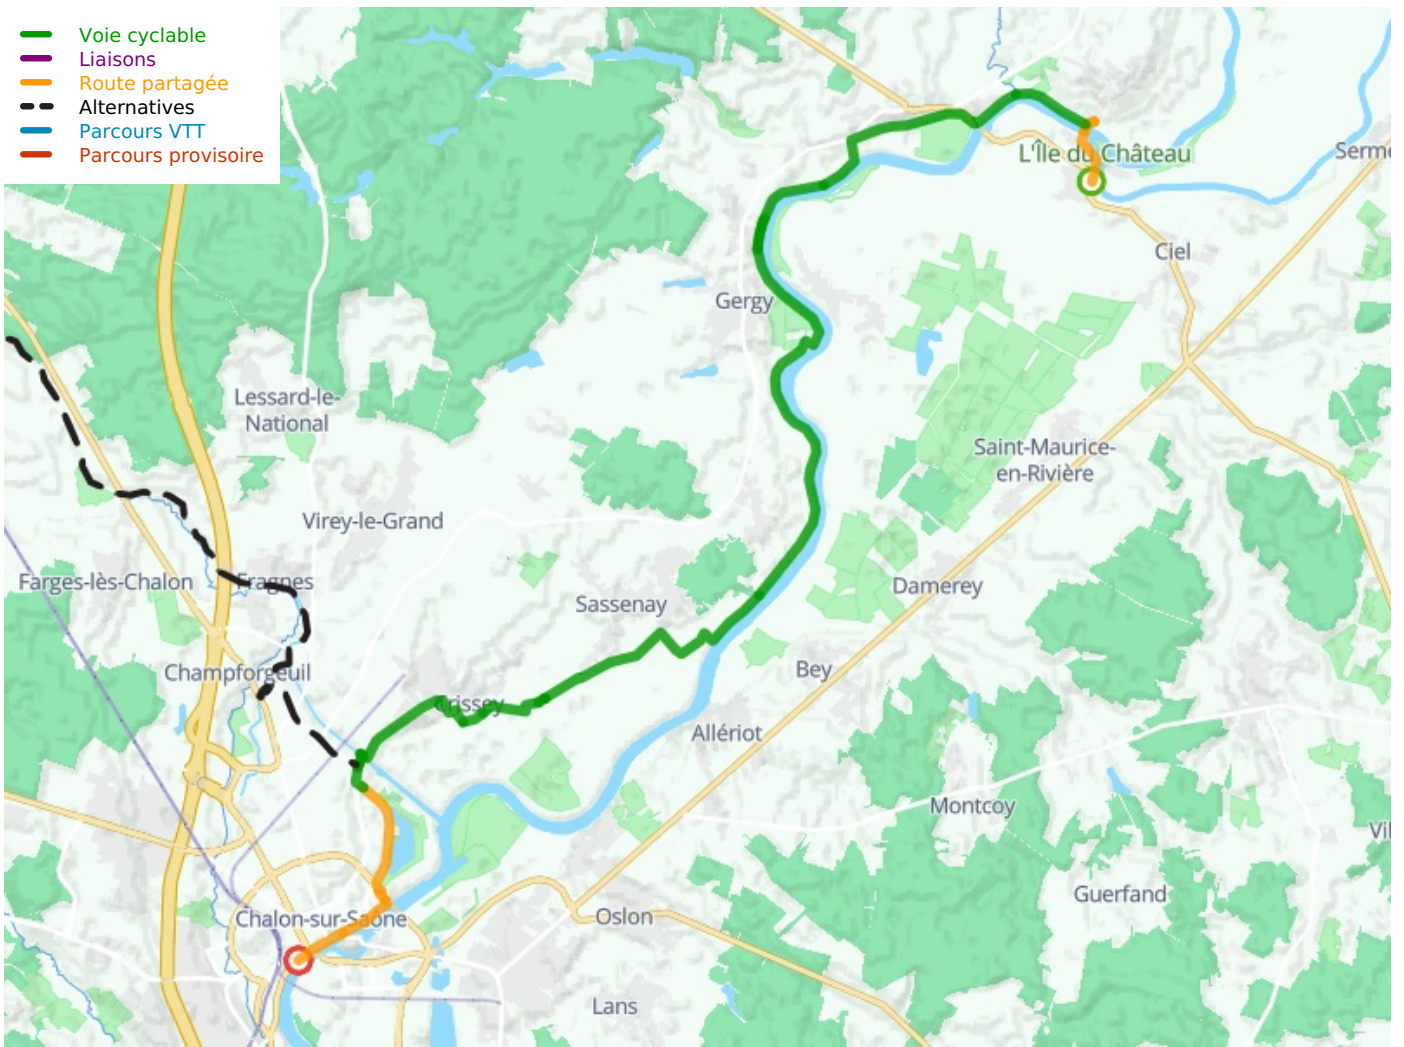 Voie cyclable
Liaisons
Route partagée
Alternatives
Parcours VTT
Parcours provisoire
L'Île du Château
Ciel
Gergy
Lessard-le-
National
Saint-Maurice-
en-Rivière
Virey-le-Grand
Farges-lès-Chalon
Fragnes
Sassenay
Damerey
Champforgeuil
Bey
Crissey
Allériot
Montcoy
Guerfand
Chalon-sur-Saône
Oslon
Lans